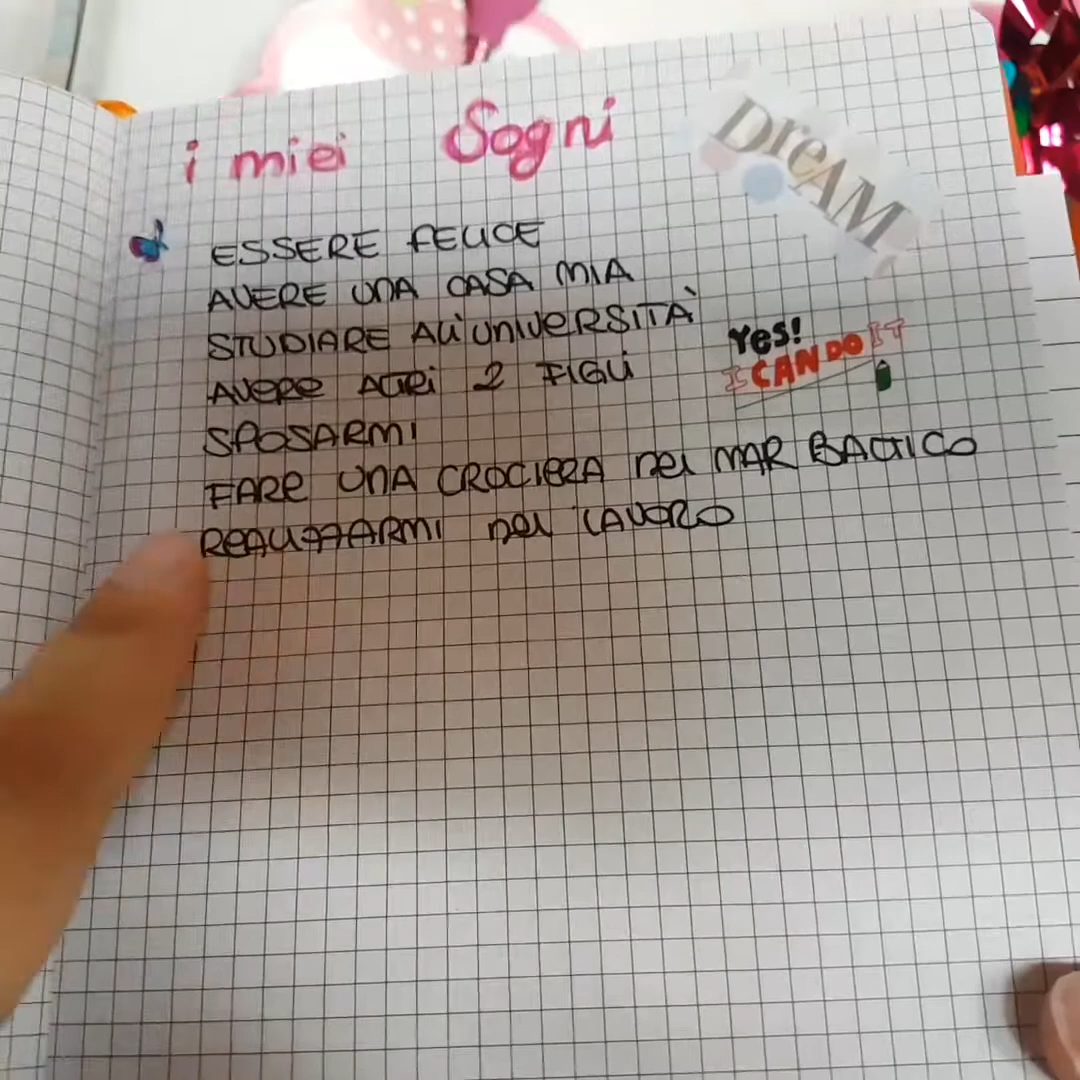 i miei Sogni
DreAM
ESSERE FELICE
AVERE UNA CASA MIA
STUDIARE ALL'UNIVERSITÀ
Yes!
I CAN DO IT
AVERE ALTRI 2 FIGLI
SPOSARMI
FARE UNA CROCIERA NEL MAR BALTICO
REALIZZARMI NEL LAVORO